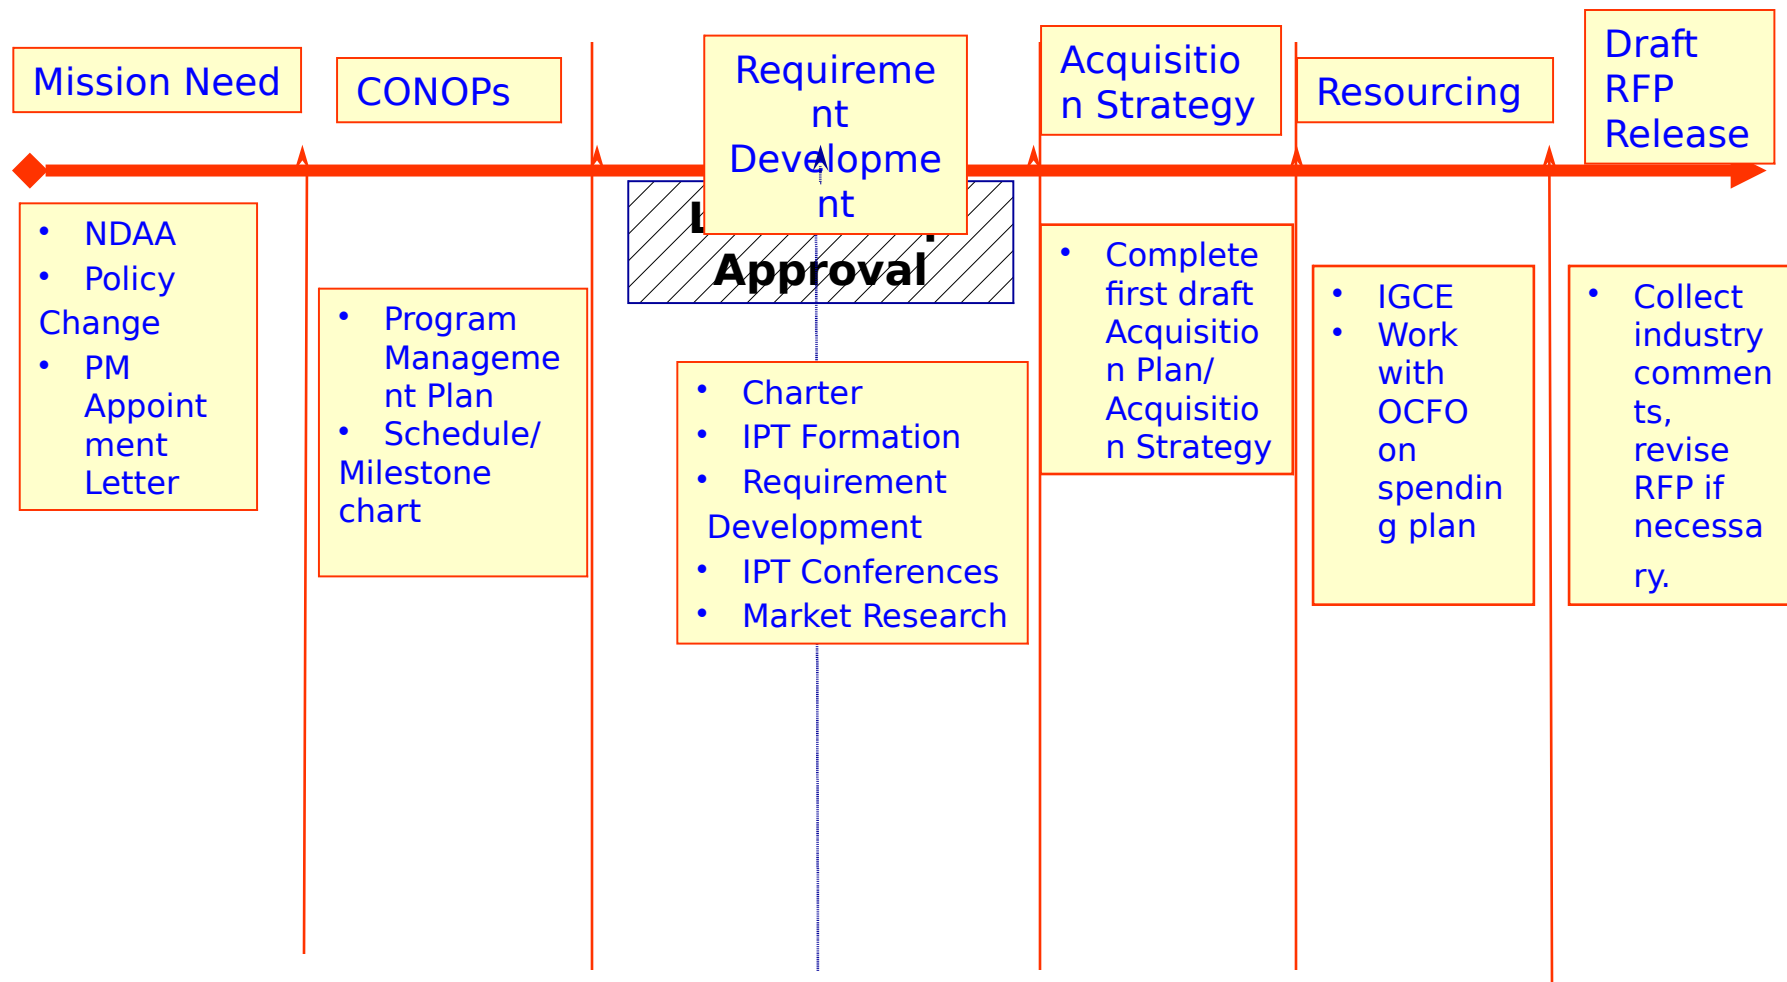 Mission Need
CONOPs
Requireme
nt
Developme
nt
Acquisitio
n Strategy
Resourcing
Draft
RFP
Release
Approval
• NDAA
• Policy
Change
• PM
Appoint
ment
Letter
• Program
Manageme
nt Plan
• Schedule/
Milestone
chart
• Charter
• IPT Formation
• Requirement
Development
• IPT Conferences
• Market Research
• Complete
first draft
Acquisitio
n Plan/
Acquisitio
n Strategy
• IGCE
• Work
with
OCFO
on
spendin
g plan
• Collect
industry
commen
ts,
revise
RFP if
necessa
ry.